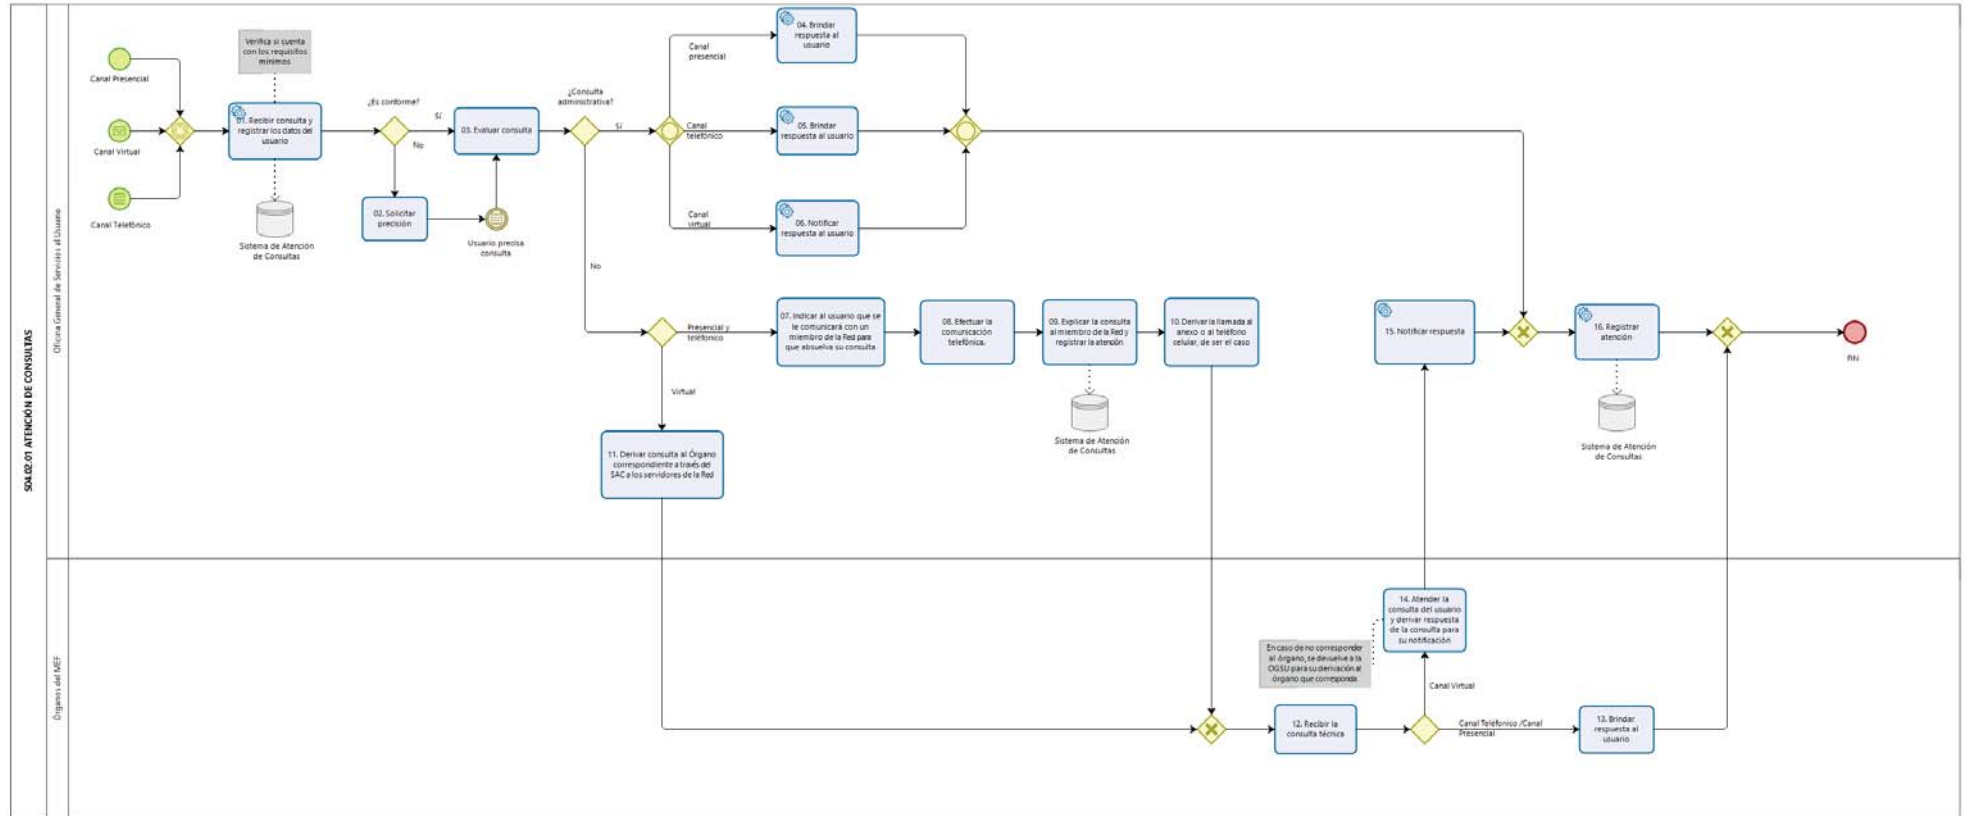 S04.02.01 ATENCIÓN DE CONSULTAS
Oficina General de Servicios al Usuario
Canal Presencial
Canal Virtual
Canal Telefónico
Verifica si cuenta
con los requisitos
mínimos
01. Recibir consulta y
registrar los datos del
usuario
Sistema de Atención
de Consultas
¿Es conforme?
Sí
No
02. Solicitar
precisión
Usuario precisa
consulta
03. Evaluar consulta
¿Consulta
administrativa?
Sí
No
Canal
presencial
04. Brindar
respuesta al
usuario
Canal
telefónico
05. Brindar
respuesta al usuario
Canal
virtual
06. Notificar
respuesta al usuario
Presencial y
telefónico
07. Indicar al usuario que se
le comunicará con un
miembro de la Red para
que absuelva su consulta
08. Efectuar la
comunicación
telefónica.
09. Explicar la consulta
al miembro de la Red y
registrar la atención
Sistema de Atención
de Consultas
10. Derivar la llamada al
anexo o al teléfono
celular, de ser el caso
Virtual
11. Derivar consulta al Órgano
correspondiente a través del
SAC a los servidores de la Red
15. Notificar respuesta
16. Registrar
atención
Sistema de Atención
de Consultas
FIN
Órganos del MEF
12. Recibir la
consulta técnica
En caso de no corresponder
al órgano, se devuelve a la
OGSU para su derivación al
órgano que corresponda
14. Atender la
consulta del usuario
y derivar respuesta
de la consulta para
su notificación
Canal Virtual
Canal Teléfonico /Canal
Presencial
13. Brindar
respuesta al
usuario